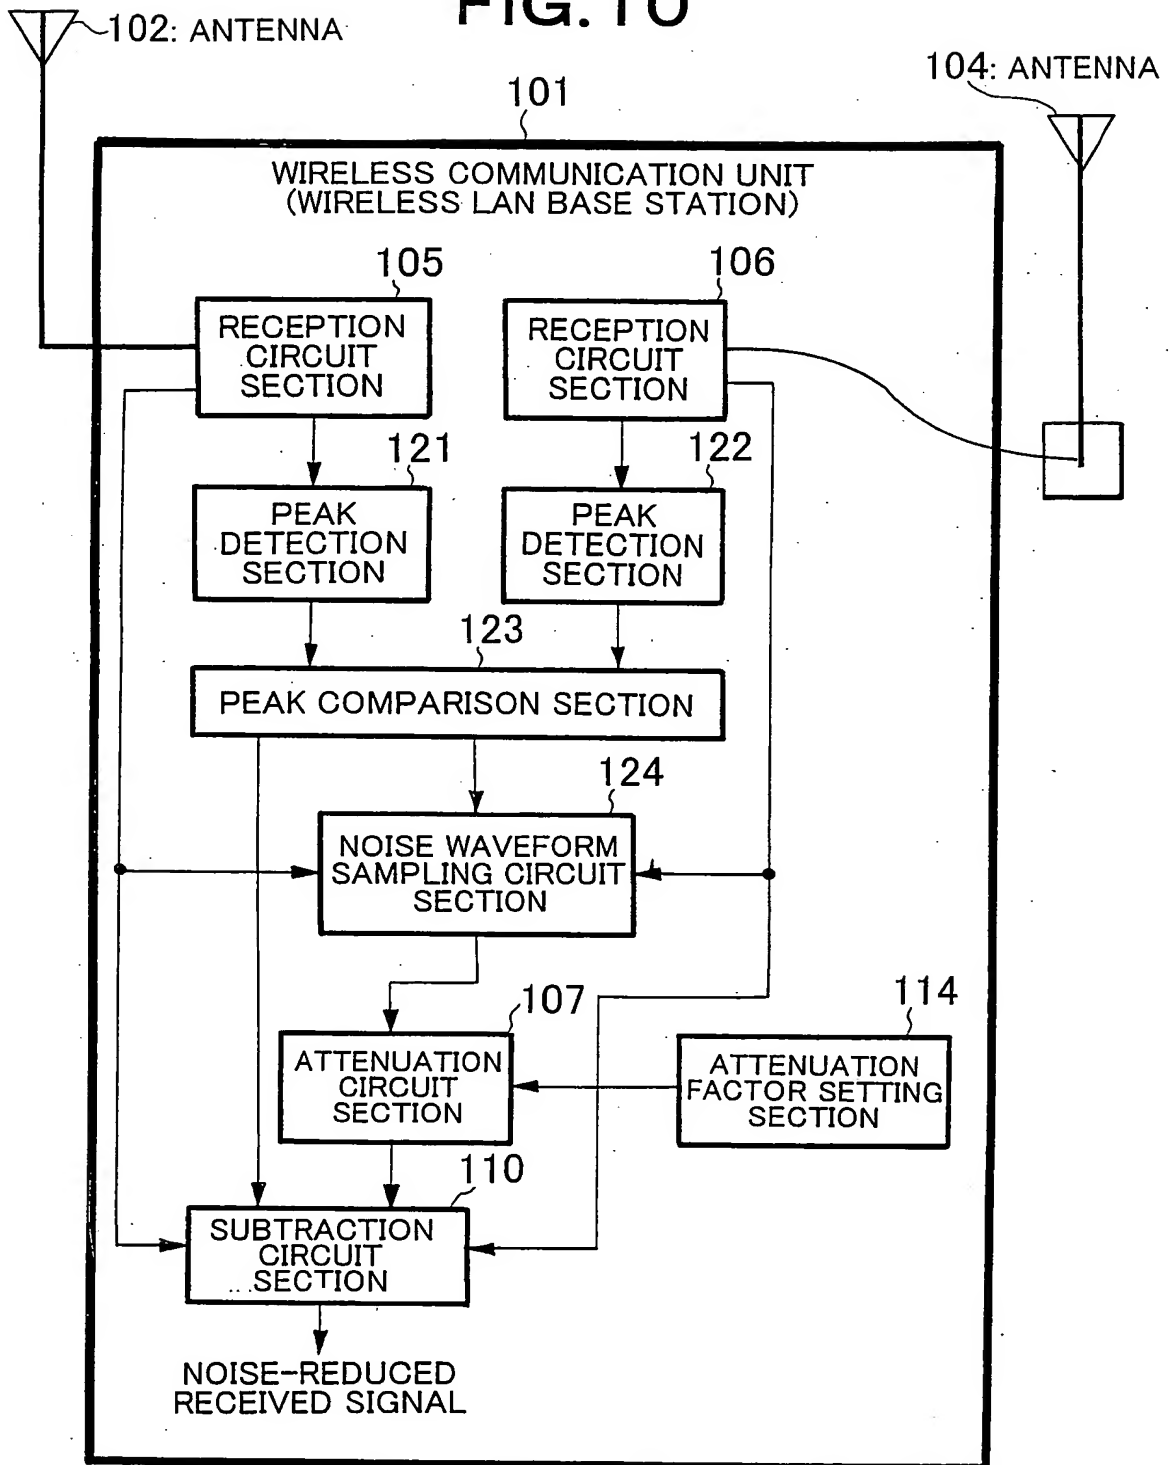 FIG. 10
102: ANTENNA
104: ANTENNA
101
WIRELESS COMMUNICATION UNIT
(WIRELESS LAN BASE STATION)
105
106
RECEPTION
CIRCUIT
SECTION
RECEPTION
CIRCUIT
SECTION
121
122
PEAK
DETECTION
SECTION
PEAK
DETECTION
SECTION
123
PEAK COMPARISON SECTION
124
NOISE WAVEFORM
SAMPLING CIRCUIT
SECTION
107
114
ATTENUATION
CIRCUIT
SECTION
ATTENUATION
FACTOR SETTING
SECTION
110
SUBTRACTION
CIRCUIT
SECTION
NOISE-REDUCED
RECEIVED SIGNAL